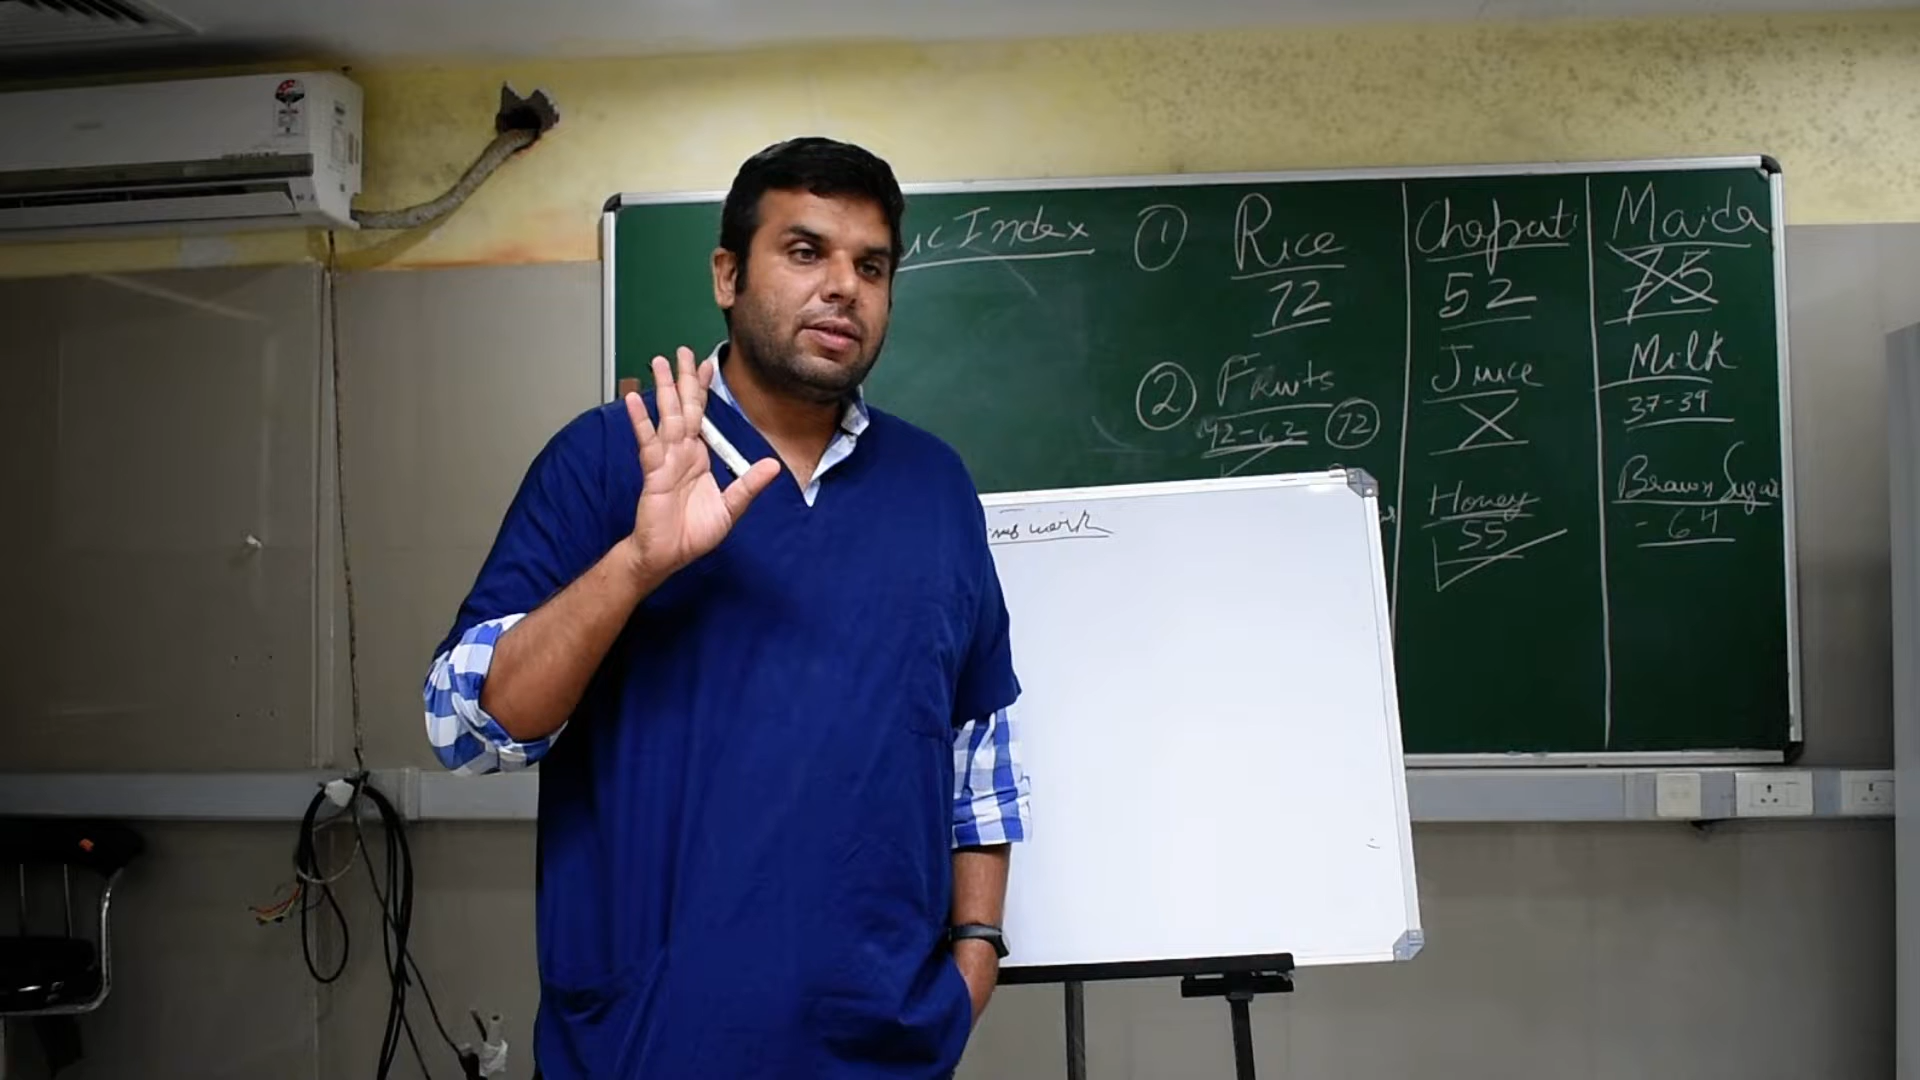 Index
① Rice
72
Chapati
52
Maida
75
② Fruits
42-62 72
Juice
X
Milk
37-39
Honey
55
Brown Sugar
- 64
work